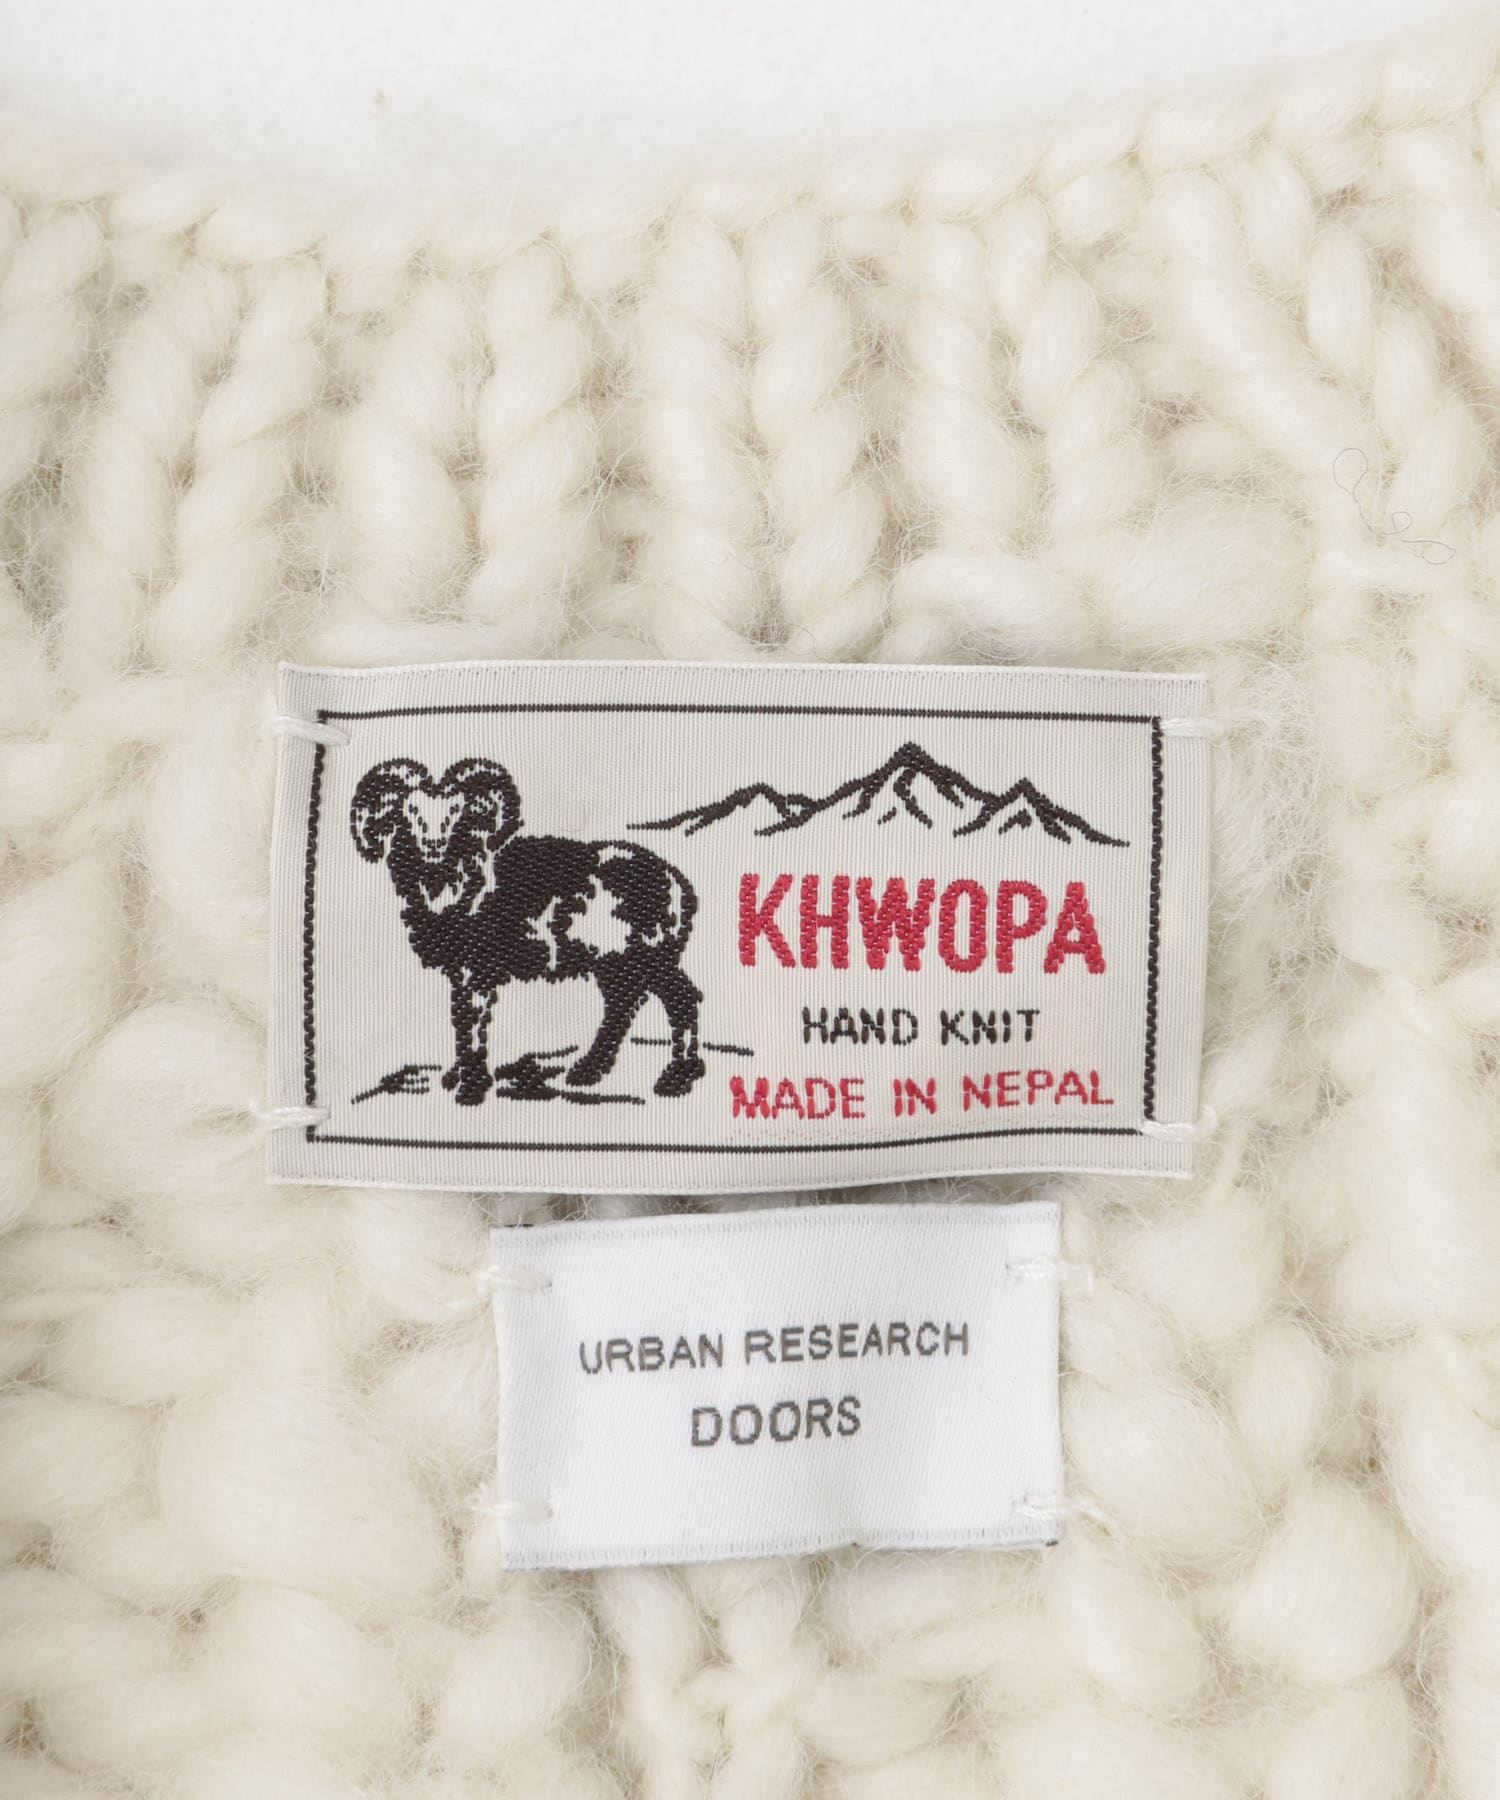 KHWOPA
HAND KNIT
MADE IN NEPAL
URBAN RESEARCH
DOORS